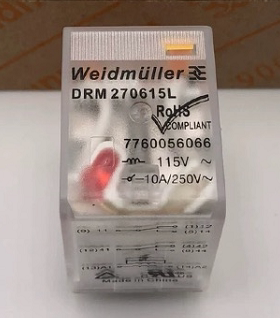 Weidmüller
DRM 270615L
RoHS
COMPLIANT
7760056066
115V ~
10A/250V ~
Made in China